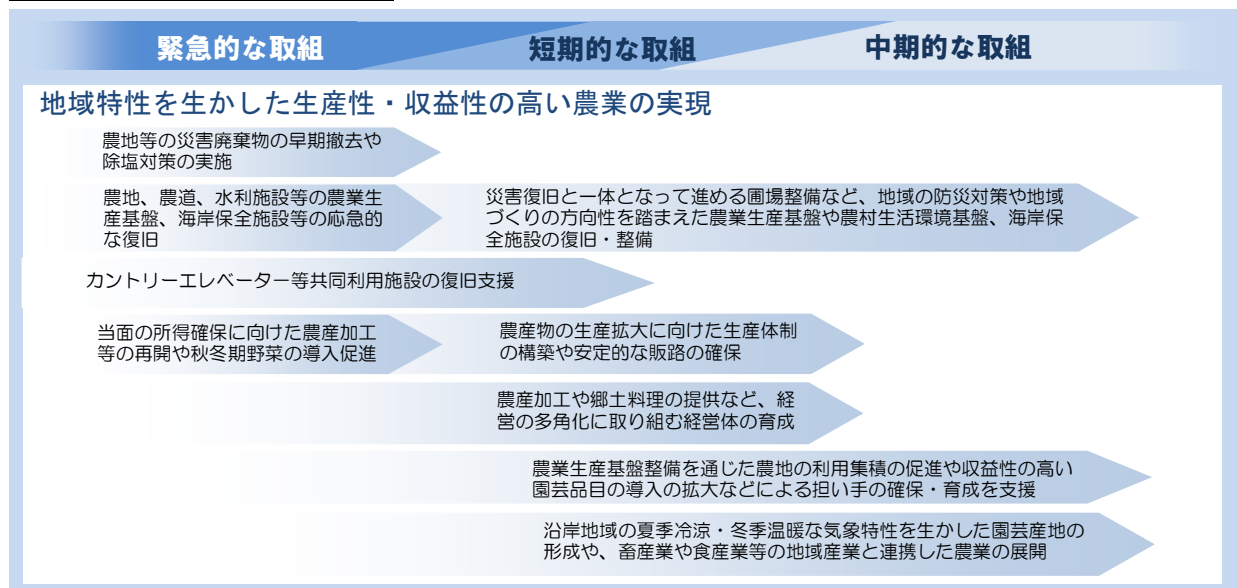 緊急的な取組
短期的な取組
中期的な取組
地域特性を生かした生産性・収益性の高い農業の実現
農地等の災害廃棄物の早期撤去や
除塩対策の実施
農地、農道、水利施設等の農業生
産基盤、海岸保全施設等の応急的
な復旧
災害復旧と一体となって進める圃場整備など、地域の防災対策や地域
づくりの方向性を踏まえた農業生産基盤や農村生活環境基盤、海岸保
全施設の復旧・整備
カントリーエレベーター等共同利用施設の復旧支援
当面の所得確保に向けた農産加工
等の再開や秋冬期野菜の導入促進
農産物の生産拡大に向けた生産体制
の構築や安定的な販路の確保
農産加工や郷土料理の提供など、経
営の多角化に取り組む経営体の育成
農業生産基盤整備を通じた農地の利用集積の促進や収益性の高い
園芸品目の導入の拡大などによる担い手の確保・育成を支援
沿岸地域の夏季冷涼・冬季温暖な気象特性を生かした園芸産地の
形成や、畜産業や食産業等の地域産業と連携した農業の展開